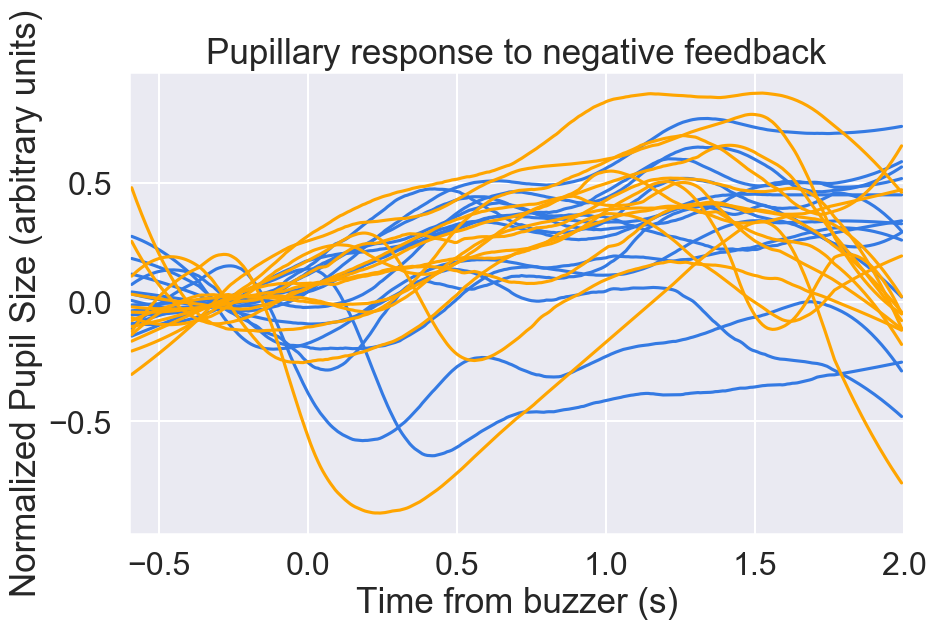 Pupillary response to negative feedback
Normalized Pupil Size (arbitrary units)
0.5
0.0
−0.5
−0.5 0.0 0.5 1.0 1.5 2.0
Time from buzzer (s)